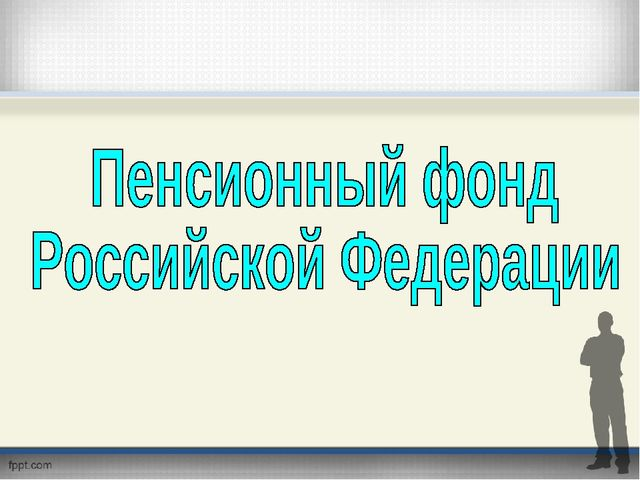 Пенсионный фонд
Российской Федерации
fppt.com